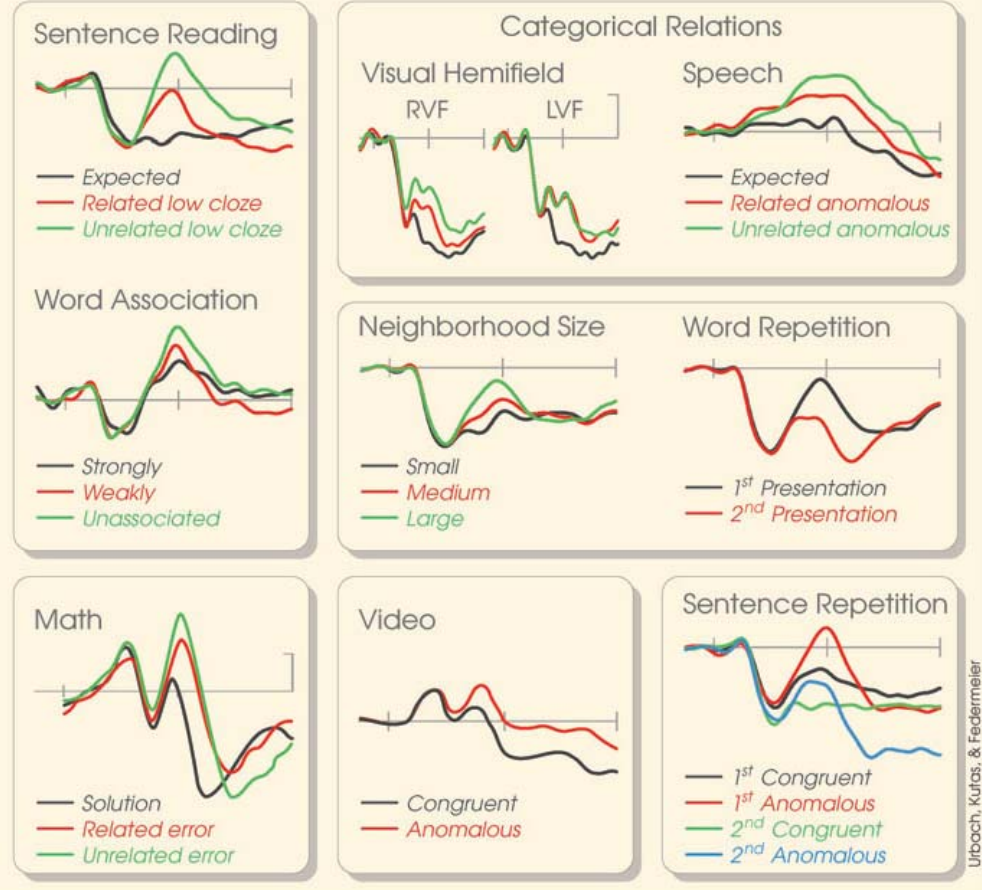 Sentence Reading
Expected
Related low cloze
Unrelated low cloze
Word Association
Strongly
Weakly
Unassociated
Categorical Relations
Visual Hemifield
RVF
LVF
Speech
Expected
Related anomalous
Unrelated anomalous
Neighborhood Size
Small
Medium
Large
Word Repetition
1st Presentation
2nd Presentation
Math
Solution
Related error
Unrelated error
Video
Congruent
Anomalous
Sentence Repetition
1st Congruent
1st Anomalous
2nd Congruent
2nd Anomalous
Urbach, Kutas, & Federmeier